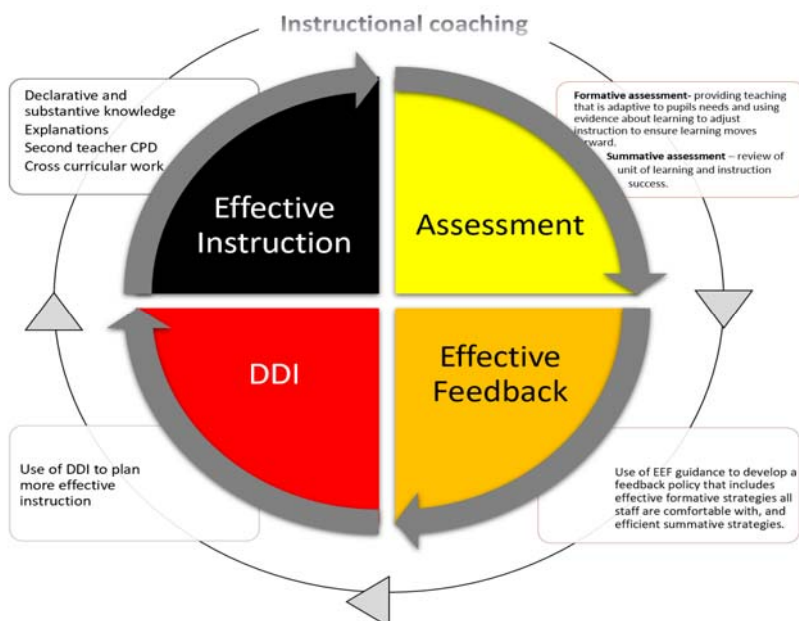 Instructional coaching
Declarative and
substantive knowledge
Explanations
Second teacher CPD
Cross curricular work
Formative assessment- providing teaching
that is adaptive to pupils needs and using
evidence about learning to adjust
instruction to ensure learning moves
Summative assessment – review of
unit of learning and instruction
success.
Effective
Instruction
Assessment
DDI
Effective
Feedback
Use of DDI to plan
more effective
instruction
Use of EEF guidance to develop a
feedback policy that includes
effective formative strategies all
staff are comfortable with, and
efficient summative strategies.